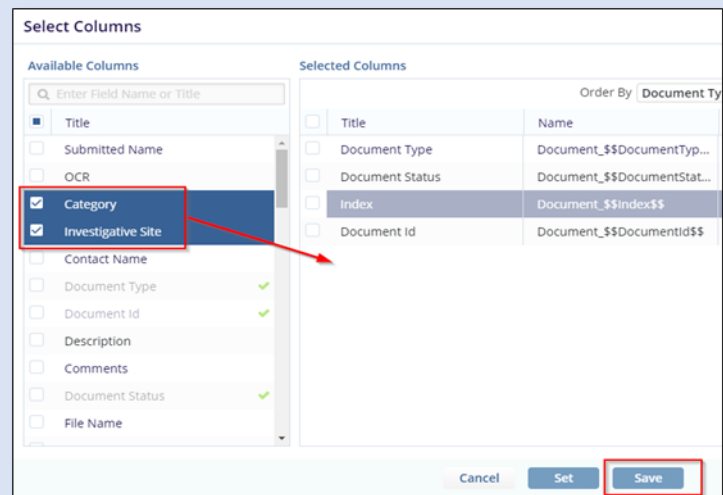 Select Columns
Available Columns
Selected Columns
Enter Field Name or Title
Order By Document Ty
Title
Title Name
Submitted Name
Document Type Document_$$DocumentTyp...
OCR
Document Status Document_$$DocumentStat...
Category
Index Document_$$Index$$
Investigative Site
Document Id Document_$$DocumentId$$
Contact Name
Document Type
Document Id
Description
Comments
Document Status
File Name
Cancel Set Save